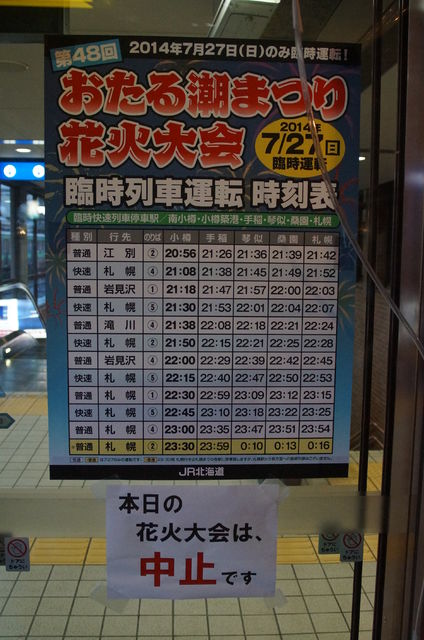 第48回
2014年7月27日(日)のみ臨時運転!
おたる潮まつり
花火大会
2014年
7/27日
臨時運転
臨時列車運転 時刻表
臨時快速列車停車駅/南小樽・小樽築港・手稲・琴似・桑園・札幌
種別 行先 のりば 小樽 手稲 琴似 桑園 札幌
普通 江別 ② 20:56 21:26 21:36 21:39 21:42
快速 札幌 ④ 21:08 21:38 21:45 21:49 21:52
普通 岩見沢 ① 21:18 21:47 21:57 22:00 22:03
快速 札幌 ⑤ 21:30 21:53 22:01 22:04 22:07
普通 滝川 ④ 21:38 22:08 22:18 22:21 22:24
快速 札幌 ② 21:50 22:15 22:21 22:25 22:28
普通 岩見沢 ④ 22:00 22:29 22:39 22:42 22:45
快速 札幌 ⑤ 22:15 22:40 22:47 22:50 22:53
普通 札幌 ① 22:30 22:59 23:09 23:12 23:15
快速 札幌 ⑤ 22:45 23:10 23:18 23:22 23:25
普通 札幌 ④ 23:00 23:35 23:47 23:51 23:54
普通 札幌 ② 23:30 23:59 0:10 0:13 0:16
JR北海道
本日の
花火大会は、
中止です